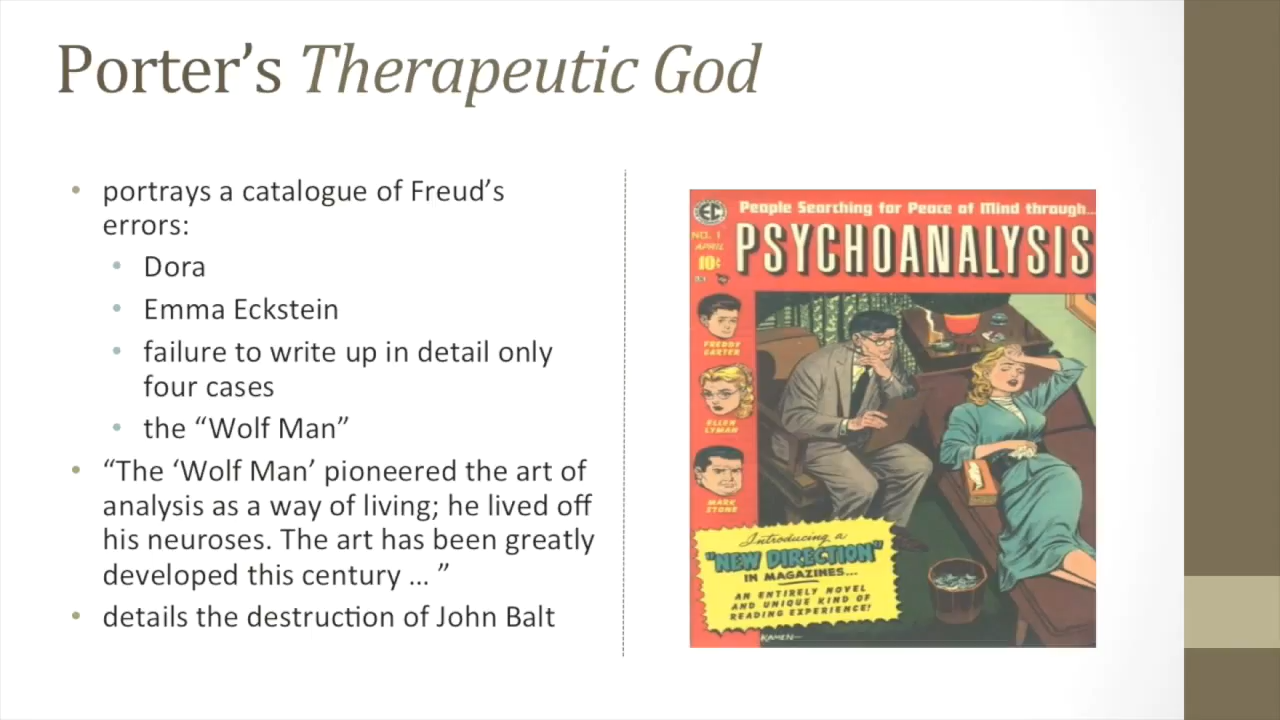 Porter’s Therapeutic God
• portrays a catalogue of Freud’s
errors:
• Dora
• Emma Eckstein
• failure to write up in detail only
four cases
• the “Wolf Man”
• “The ‘Wolf Man’ pioneered the art of
analysis as a way of living; he lived off
his neuroses. The art has been greatly
developed this century … ”
• details the destruction of John Balt
EC
People Searching for Peace of Mind through...
NO. 1
APRIL
10¢
PSYCHOANALYSIS
FREDDY
CARTER
ELLEN
LYMAN
MARK
STONE
Introducing a
"NEW DIRECTION"
IN MAGAZINES...
AN ENTIRELY NOVEL
AND UNIQUE KIND OF
READING EXPERIENCE!
KAMEN